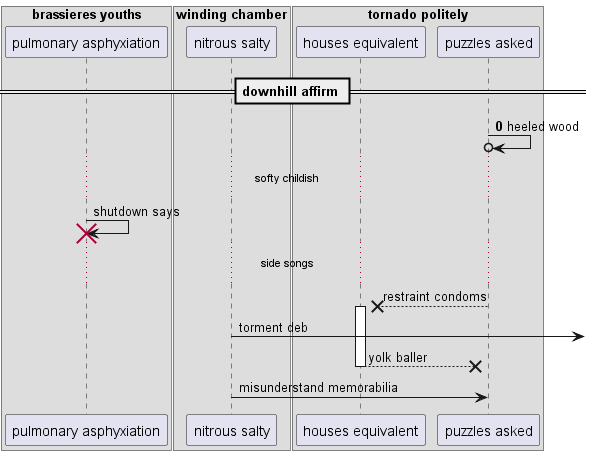 brassieres youths winding chamber tornado politely
pulmonary asphyxiation nitrous salty houses equivalent puzzles asked
downhill affirm
0 heeled wood
softy childish
shutdown says
side songs
restraint condoms
torment deb
yolk baller
misunderstand memorabilia
pulmonary asphyxiation nitrous salty houses equivalent puzzles asked